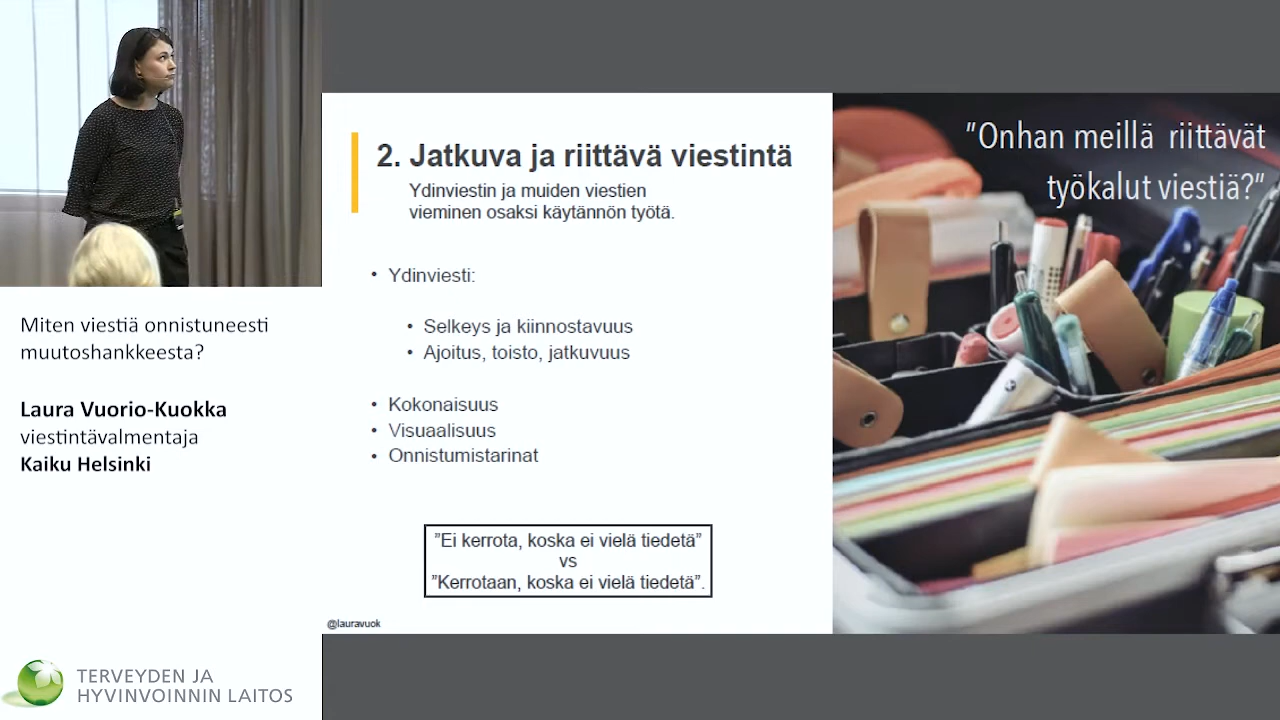 Miten viestiä onnistuneesti
muutoshankkeesta?
Laura Vuorio-Kuokka
viestintävalmentaja
Kaiku Helsinki
TERVEYDEN JA
HYVINVOINNIN LAITOS
2. Jatkuva ja riittävä viestintä
Ydinviestin ja muiden viestien
vieminen osaksi käytännön työtä.
• Ydinviesti:
• Selkeys ja kiinnostavuus
• Ajoitus, toisto, jatkuvuus
• Kokonaisuus
• Visuaalisuus
• Onnistumistarinat
”Ei kerrota, koska ei vielä tiedetä”
vs
”Kerrotaan, koska ei vielä tiedetä”.
@lauravuok
”Onhan meillä riittävät
työkalut viestiä?”